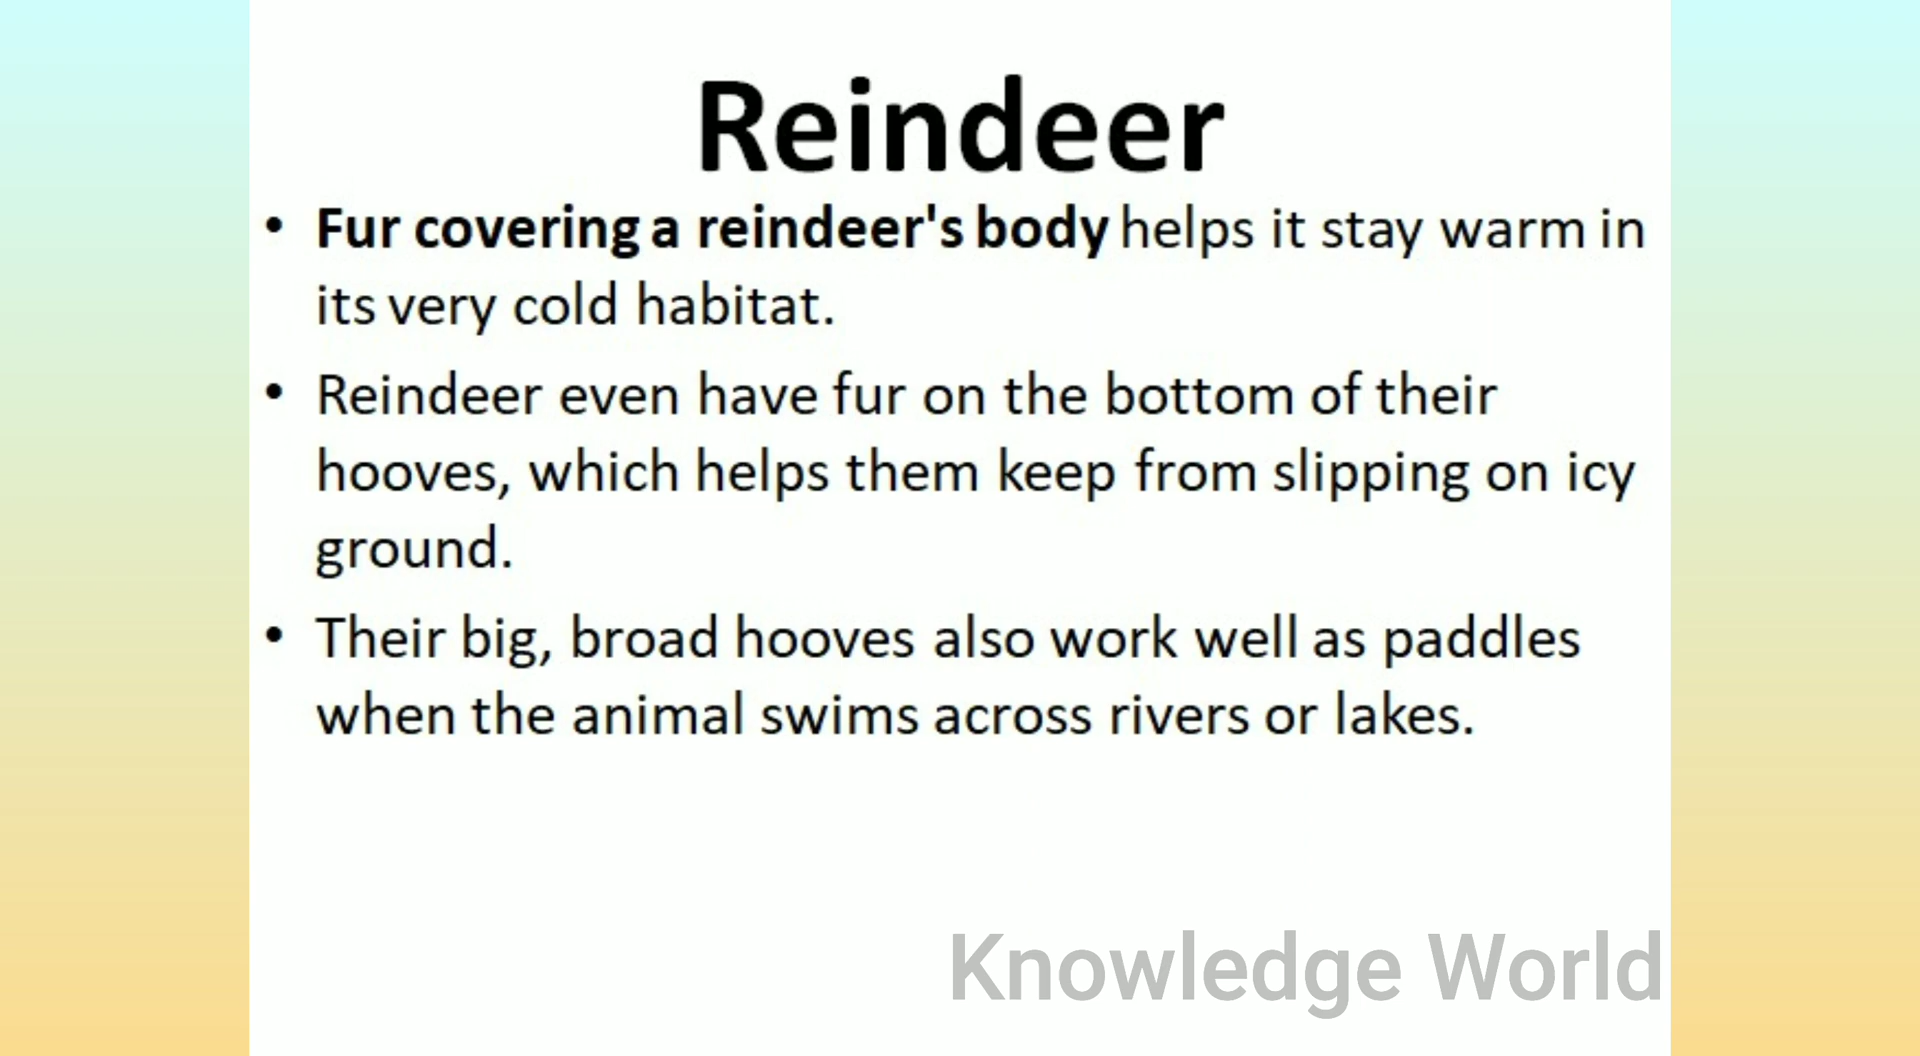 Reindeer
• Fur covering a reindeer's body helps it stay warm in
its very cold habitat.
• Reindeer even have fur on the bottom of their
hooves, which helps them keep from slipping on icy
ground.
• Their big, broad hooves also work well as paddles
when the animal swims across rivers or lakes.
Knowledge World